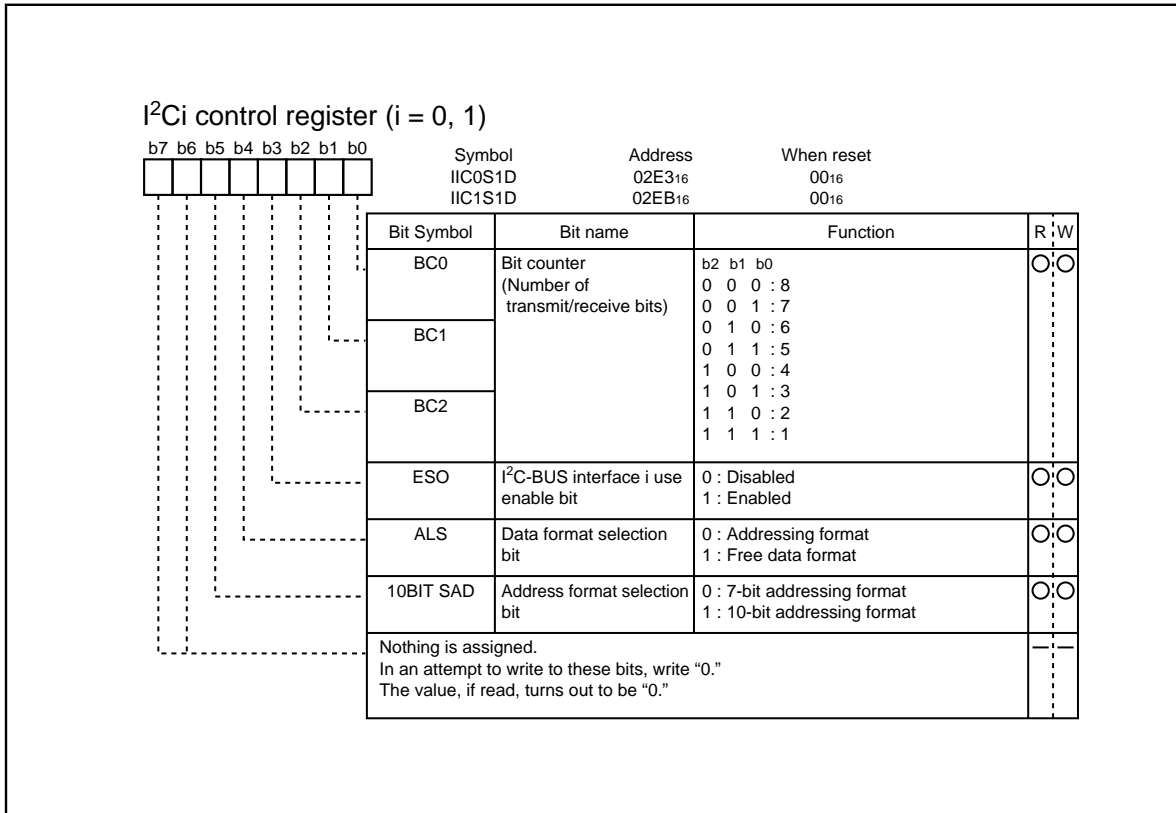 I²Ci control register (i = 0, 1)
b7 b6 b5 b4 b3 b2 b1 b0
Symbol Address When reset
IIC0S1D 02E3₁₆ 00₁₆
IIC1S1D 02EB₁₆ 00₁₆
Bit Symbol Bit name Function R W
BC0
BC1
BC2
Bit counter
(Number of
transmit/receive bits)
b2 b1 b0
0 0 0 : 8
0 0 1 : 7
0 1 0 : 6
0 1 1 : 5
1 0 0 : 4
1 0 1 : 3
1 1 0 : 2
1 1 1 : 1
ESO
I²C-BUS interface i use
enable bit
0 : Disabled
1 : Enabled
ALS
Data format selection
bit
0 : Addressing format
1 : Free data format
10BIT SAD
Address format selection
bit
0 : 7-bit addressing format
1 : 10-bit addressing format
Nothing is assigned.
In an attempt to write to these bits, write “0.”
The value, if read, turns out to be “0.”